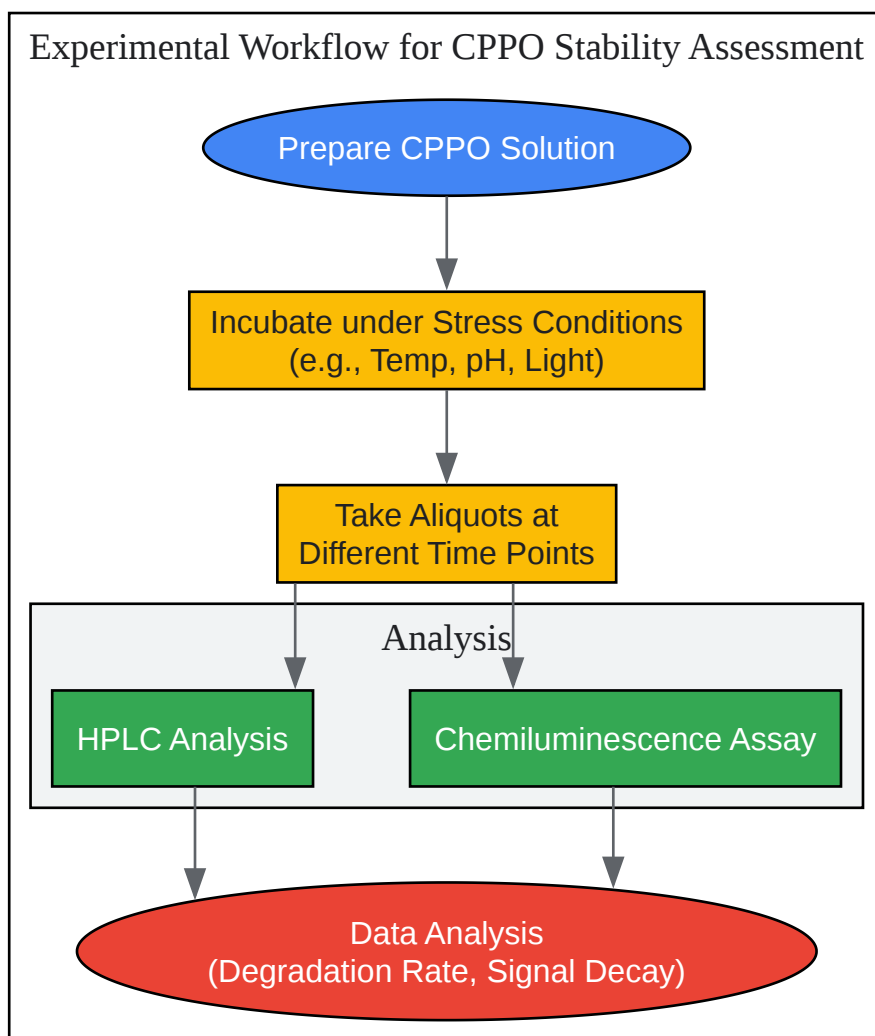 Experimental Workflow for CPPO Stability Assessment
Prepare CPPO Solution
Incubate under Stress Conditions
(e.g., Temp, pH, Light)
Take Aliquots at
Different Time Points
Analysis
HPLC Analysis
Chemiluminescence Assay
Data Analysis
(Degradation Rate, Signal Decay)